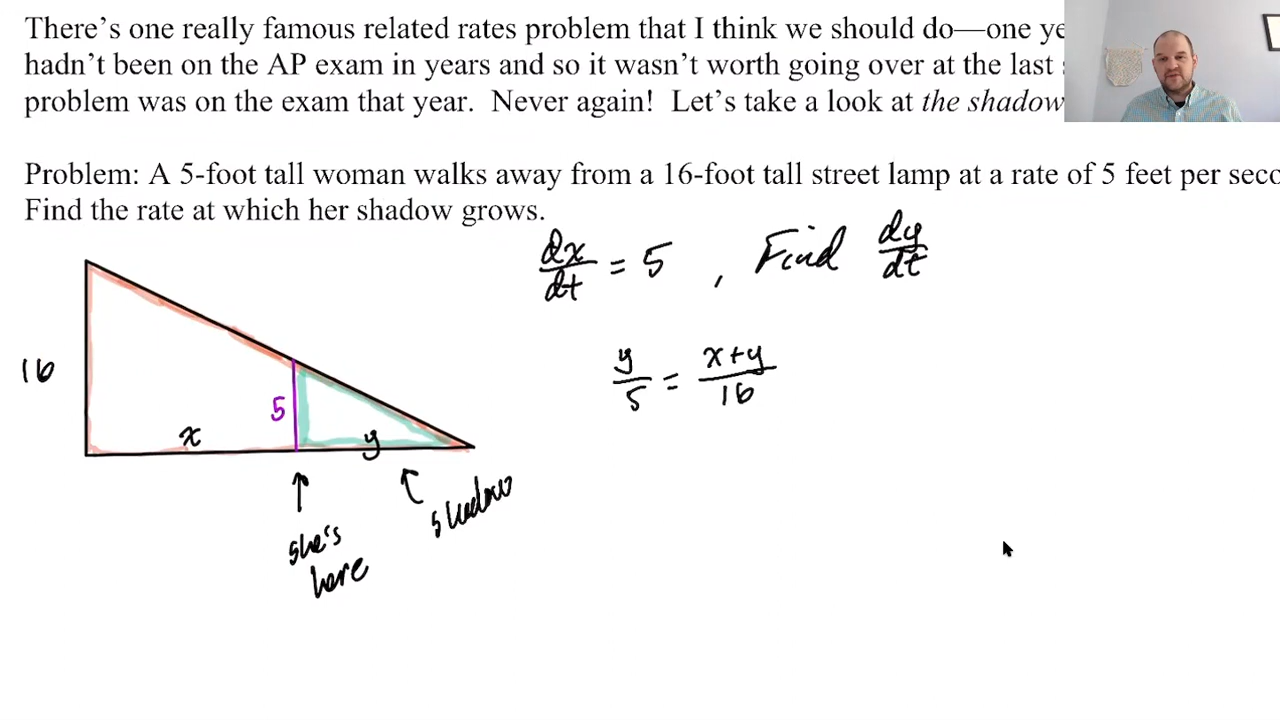 There's one really famous related rates problem that I think we should do—one ye
hadn't been on the AP exam in years and so it wasn't worth going over at the last
problem was on the exam that year. Never again! Let's take a look at the shadow
Problem: A 5-foot tall woman walks away from a 16-foot tall street lamp at a rate of 5 feet per seco
Find the rate at which her shadow grows.
dx/dt = 5, Find dy/dt
y/5 = (x+y)/16
16
5
x
y
she's
here
shadow